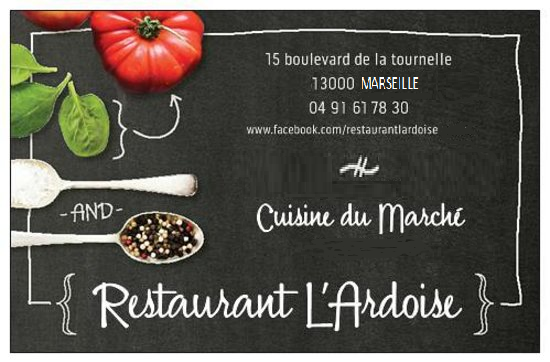 15 boulevard de la tournelle
13000 MARSEILLE
04 91 61 78 30
www.facebook.com/restaurantlardoise
Cuisine du Marché
-AND-
{ Restaurant L'Ardoise }